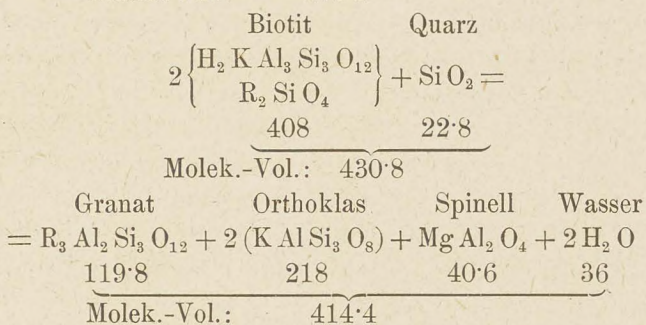 Biotit Quarz
2 {H₂ K Al₃ Si₃ O₁₂
R₂ Si O₄} + Si O₂ =
408 22·8
Molek.-Vol.: 430·8
Granat Orthoklas Spinell Wasser
= R₃ Al₂ Si₃ O₁₂ + 2 (K Al Si₃ O₈) + Mg Al₂ O₄ + 2 H₂ O
119·8 218 40·6 36
Molek.-Vol.: 414·4